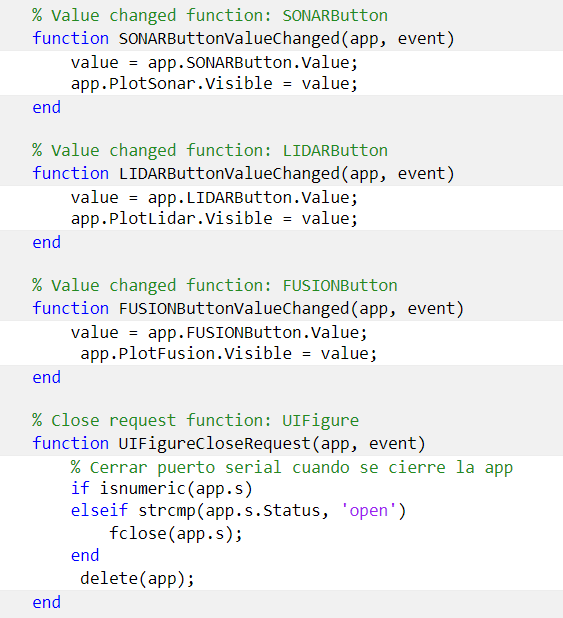 % Value changed function: SONARButton
function SONARButtonValueChanged(app, event)
    value = app.SONARButton.Value;
    app.PlotSonar.Visible = value;
end

% Value changed function: LIDARButton
function LIDARButtonValueChanged(app, event)
    value = app.LIDARButton.Value;
    app.PlotLidar.Visible = value;
end

% Value changed function: FUSIONButton
function FUSIONButtonValueChanged(app, event)
    value = app.FUSIONButton.Value;
     app.PlotFusion.Visible = value;
end

% Close request function: UIFigure
function UIFigureCloseRequest(app, event)
    % Cerrar puerto serial cuando se cierre la app
    if isnumeric(app.s)
    elseif strcmp(app.s.Status, 'open')
        fclose(app.s);
    end
     delete(app);
end